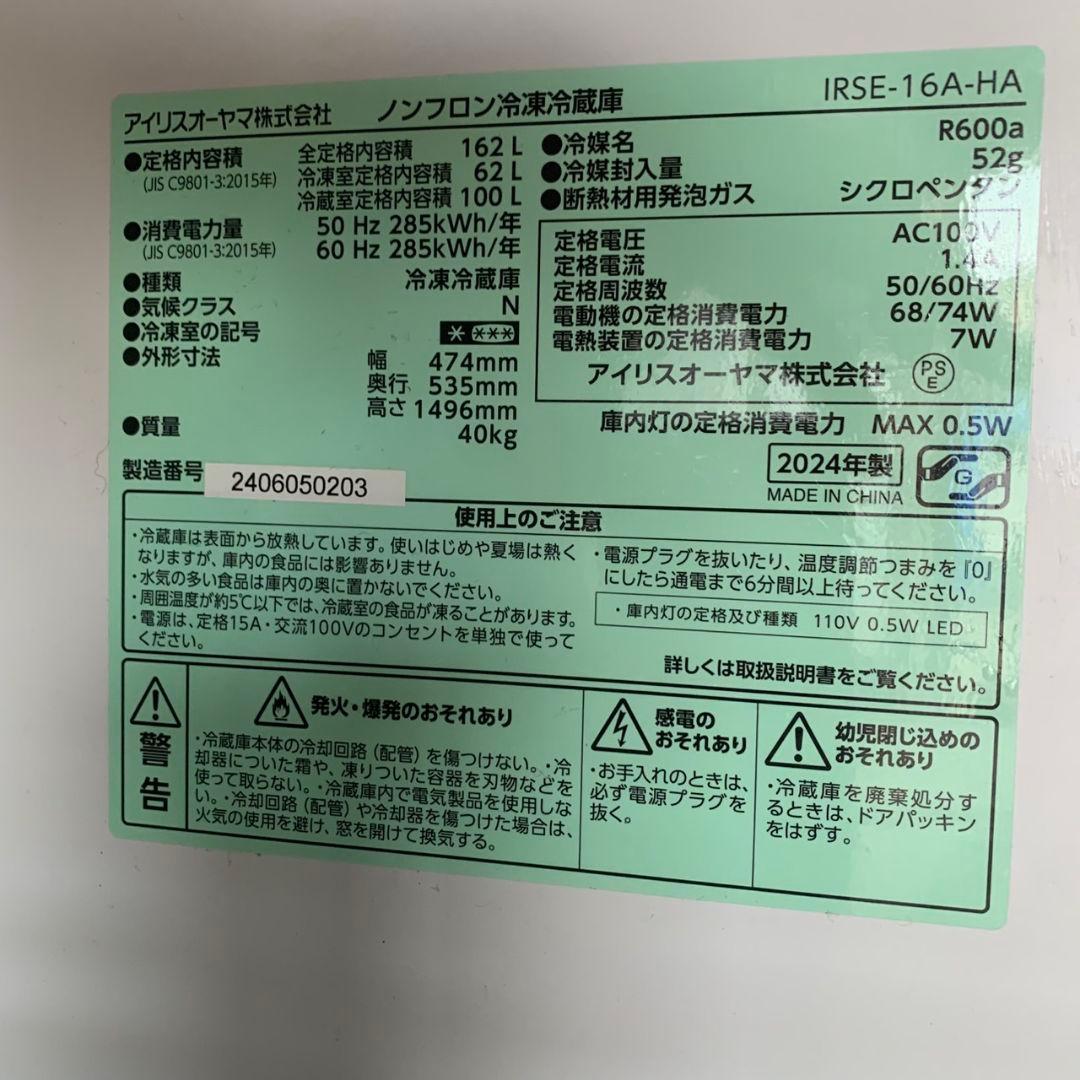 アイリスオーヤマ株式会社 ノンフロン冷凍冷蔵庫 IRSE-16A-HA
●定格内容積 全定格内容積 162 L
(JIS C9801-3:2015年) 冷凍室定格内容積 62 L
冷蔵室定格内容積 100 L
●消費電力量 50 Hz 285kWh/年
(JIS C9801-3:2015年) 60 Hz 285kWh/年
●種類 冷凍冷蔵庫
●気候クラス N
●冷凍室の記号
●外形寸法 幅 474mm
奥行 535mm
高さ 1496mm
●質量 40kg
製造番号 2406050203
●冷媒名 R600a
●冷媒封入量 52g
●断熱材用発泡ガス シクロペンタン
定格電圧 AC100V
定格電流 1.4A
定格周波数 50/60Hz
電動機の定格消費電力 68/74W
電熱装置の定格消費電力 7W
アイリスオーヤマ株式会社 PS E
庫内灯の定格消費電力 MAX 0.5W
2024年製
MADE IN CHINA
G
使用上のご注意
・冷蔵庫は表面から放熱しています。使いはじめや夏場は熱く
なりますが、庫内の食品には影響ありません。
・水気の多い食品は庫内の奥に置かないでください。
・周囲温度が約5℃以下では、冷蔵室の食品が凍ることがあります。
・電源は、定格15A・交流100Vのコンセントを単独で使って
ください。
・電源プラグを抜いたり、温度調節つまみを『0』
にしたら通電まで6分間以上待ってください。
・庫内灯の定格及び種類 110V 0.5W LED
詳しくは取扱説明書をご覧ください。
警告
発火・爆発のおそれあり
・冷蔵庫本体の冷却回路（配管）を傷つけない。・冷
却器についた霜や、凍りついた容器を刃物などを
使って取らない。・冷蔵庫内で電気製品を使用しな
い。・冷却回路（配管）や冷却器を傷つけた場合は、
火気の使用を避け、窓を開けて換気する。
感電の
おそれあり
・お手入れのときは、
必ず電源プラグを
抜く。
幼児閉じ込めの
おそれあり
・冷蔵庫を廃棄処分す
るときは、ドアパッキン
をはずす。